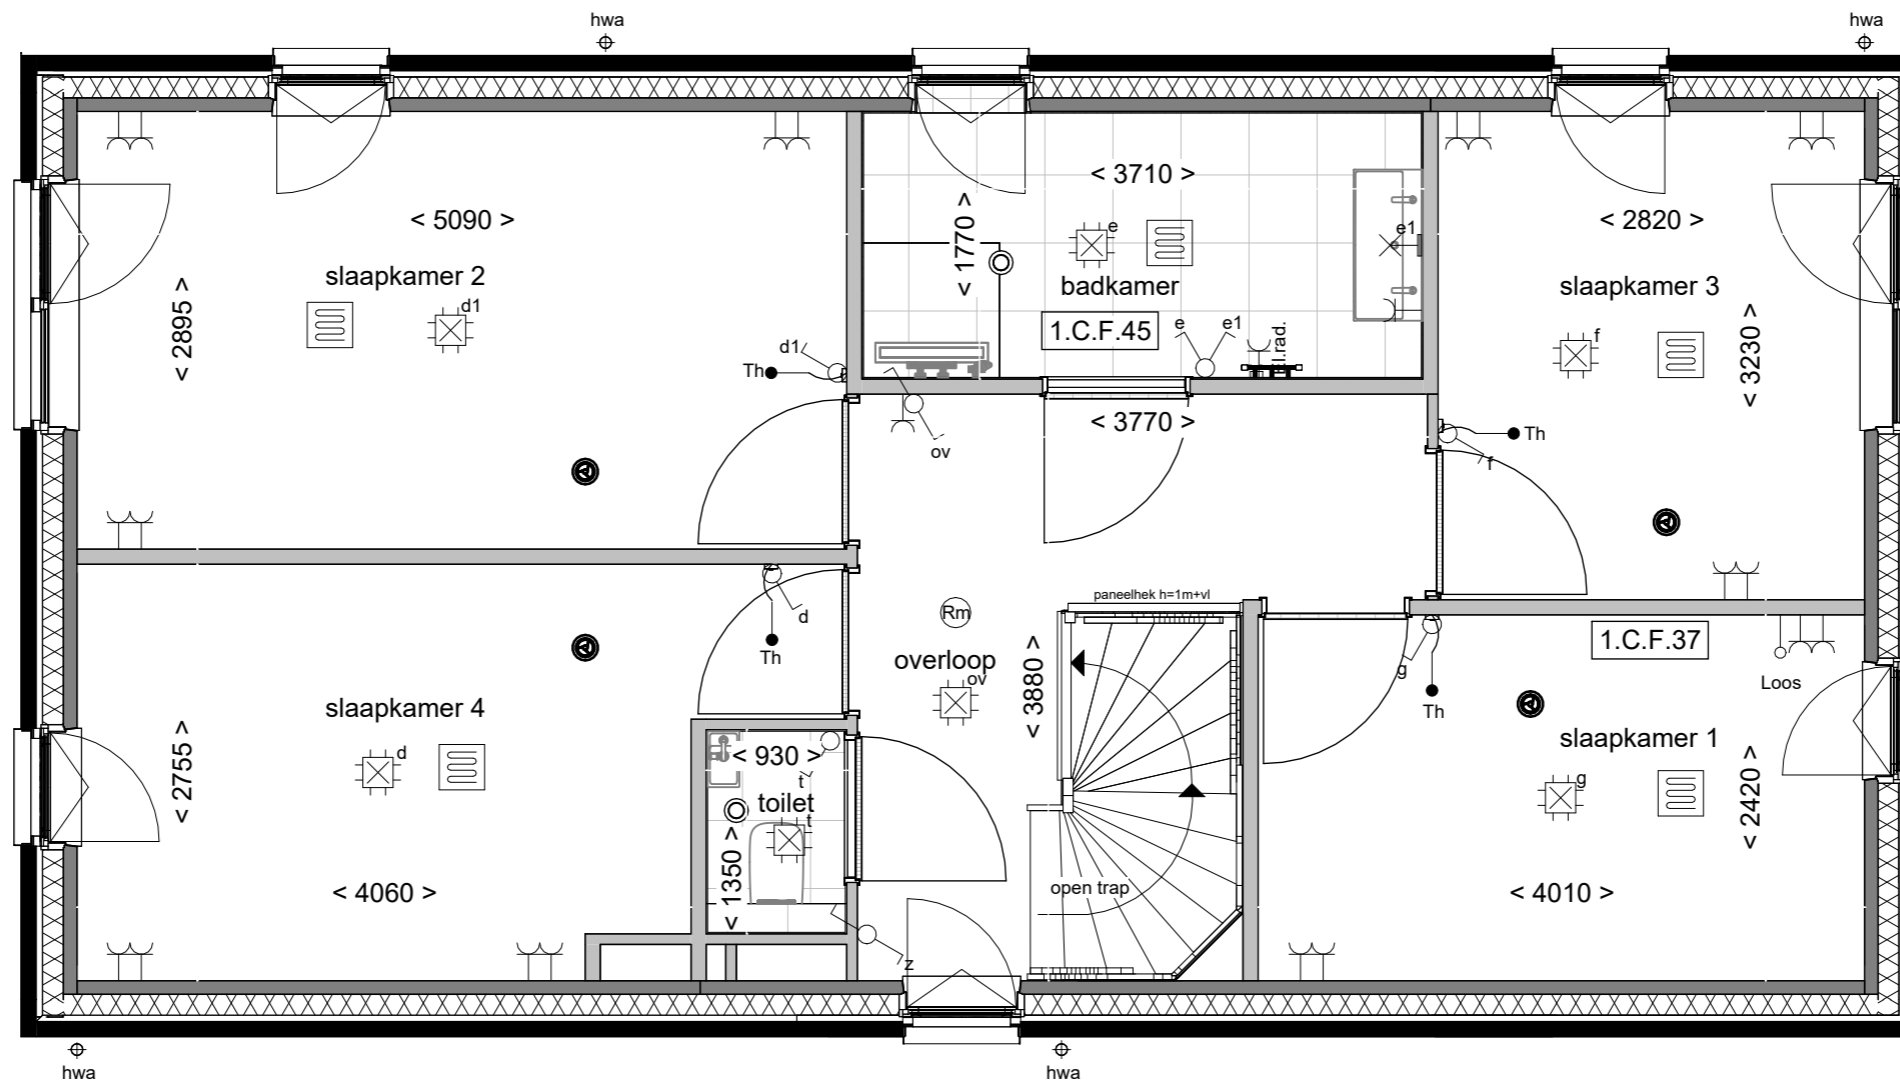 hwa
hwa
< 5090 >
slaapkamer 2
< 2895 >
d1
d1
Th
< 3710 >
< 1770 >
e
e1
badkamer
1.C.F.45
e
e1
< 2820 >
slaapkamer 3
f
< 3230 >
Th
f
ov
< 3770 >
d
Th
Rm
overloop
ov
paneelhek h=1m+vl
< 3880 >
open trap
g
Th
1.C.F.37
Loos
slaapkamer 4
d
< 2755 >
< 4060 >
< 930 >
t
toilet
t
< 1350 >
z
slaapkamer 1
g
< 2420 >
< 4010 >
hwa
hwa